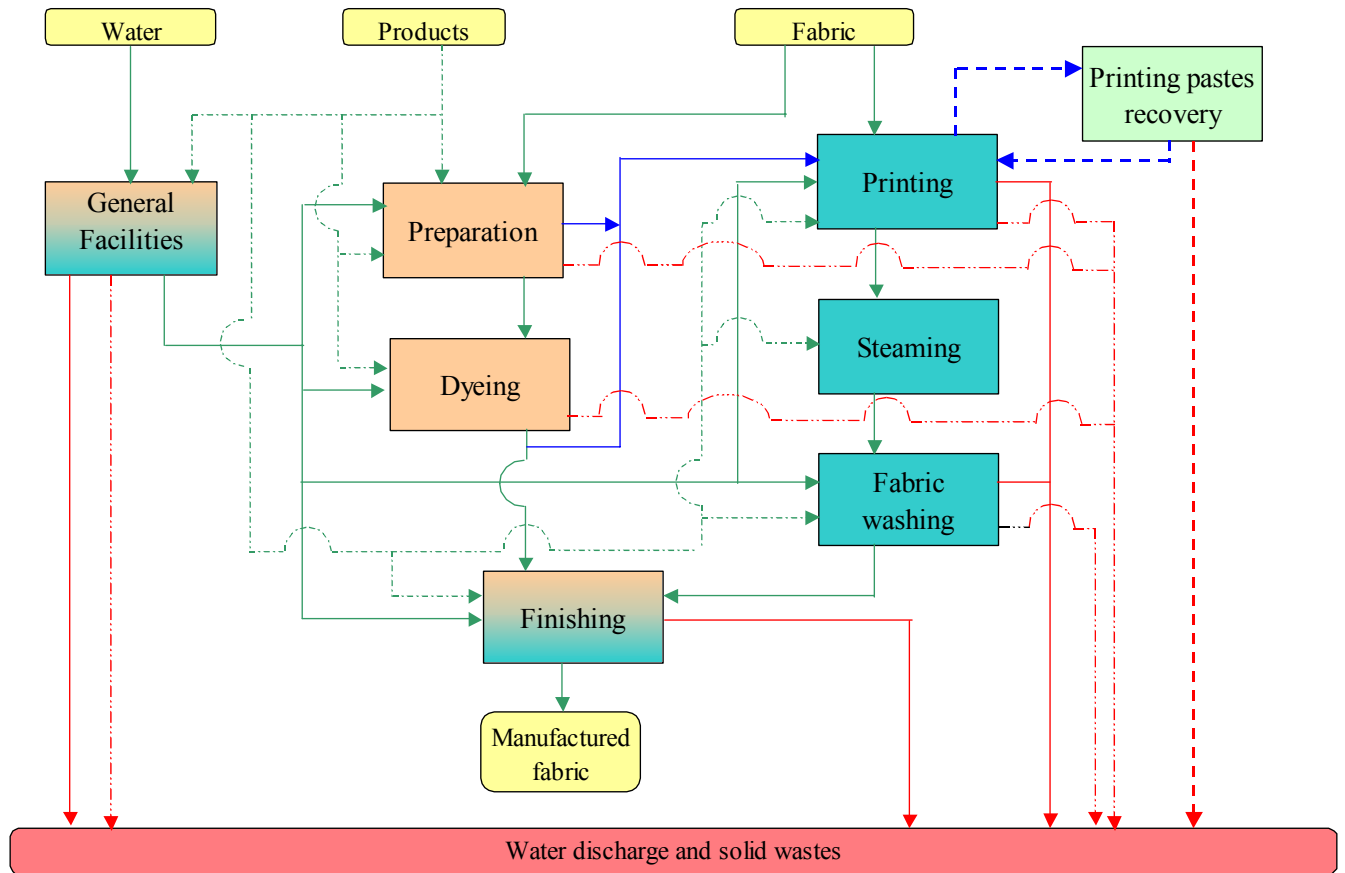 Water
Products
Fabric
Printing pastes
recovery
General
Facilities
Preparation
Printing
Dyeing
Steaming
Fabric
washing
Finishing
Manufactured
fabric
Water discharge and solid wastes